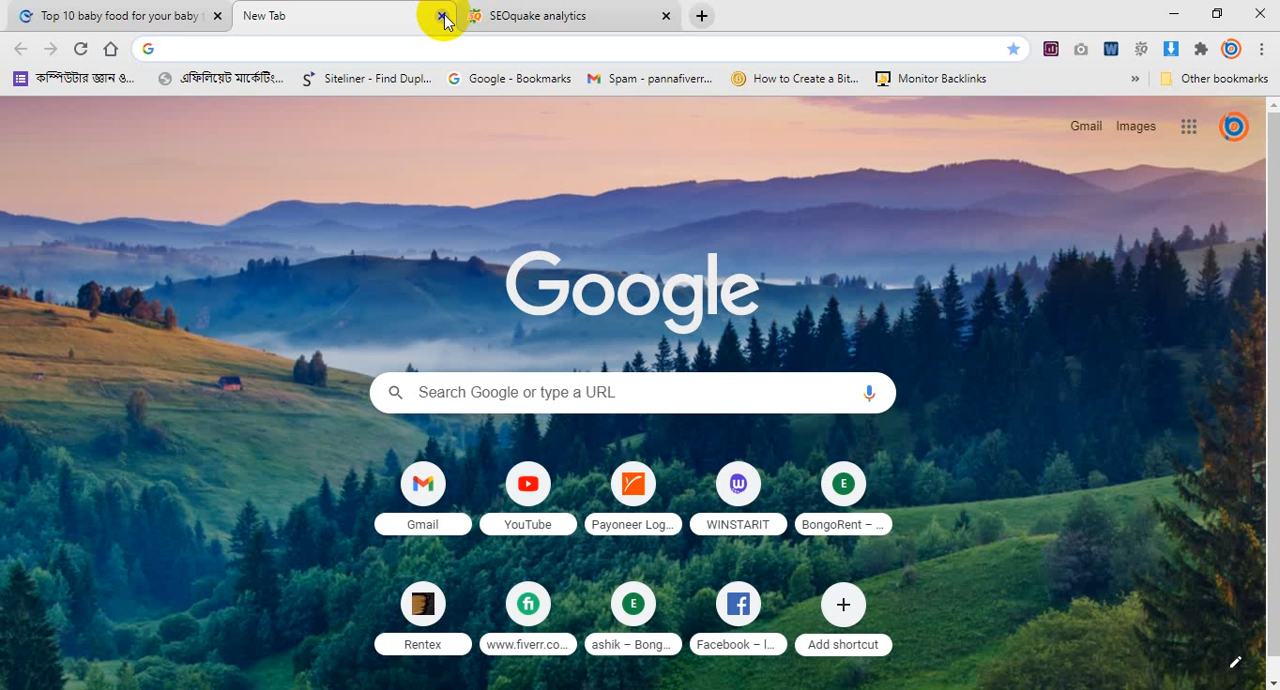 Top 10 baby food for your baby
New Tab
SEOquake analytics
কম্পিউটার জ্ঞান ও...
এফিলিয়েট মার্কেটিং...
Siteliner - Find Dupl...
Google - Bookmarks
Spam - pannafiverr...
How to Create a Bit...
Monitor Backlinks
»
Other bookmarks
Gmail
Images
Google
Search Google or type a URL
Gmail
YouTube
Payoneer Log...
WINSTARIT
E
BongoRent – ...
Rentex
fi
www.fiverr.co...
E
ashik – Bong...
Facebook – l...
Add shortcut